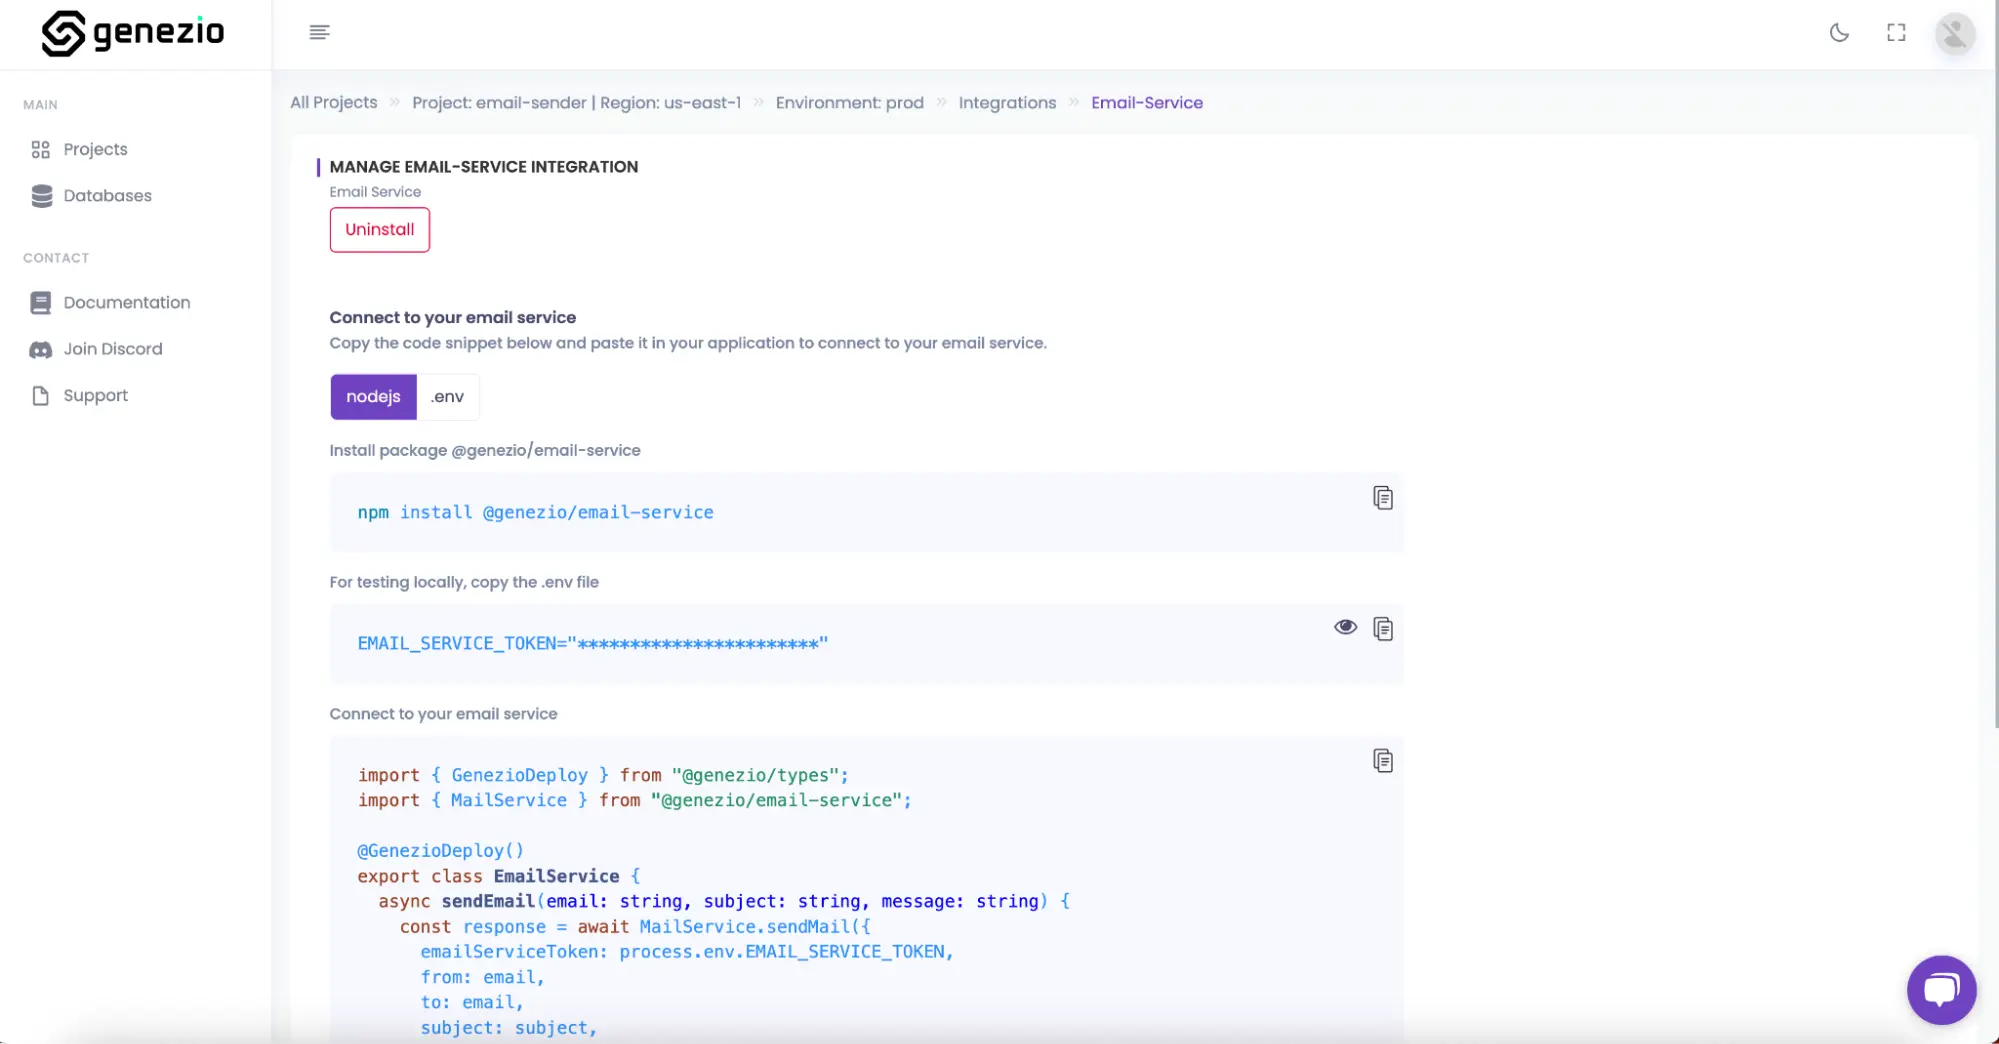 genezio
All Projects » Project: email-sender | Region: us-east-1 » Environment: prod » Integrations » Email-Service
MAIN
Projects
Databases
CONTACT
Documentation
Join Discord
Support
MANAGE EMAIL-SERVICE INTEGRATION
Email Service
Uninstall
Connect to your email service
Copy the code snippet below and paste it in your application to connect to your email service.
nodejs .env
Install package @genezio/email-service
npm install @genezio/email-service
For testing locally, copy the .env file
EMAIL_SERVICE_TOKEN="***********************"
Connect to your email service
import { GenezioDeploy } from "@genezio/types";
import { MailService } from "@genezio/email-service";
@GenezioDeploy()
export class EmailService {
async sendEmail(email: string, subject: string, message: string) {
const response = await MailService.sendMail({
emailServiceToken: process.env.EMAIL_SERVICE_TOKEN,
from: email,
to: email,
subject: subject,